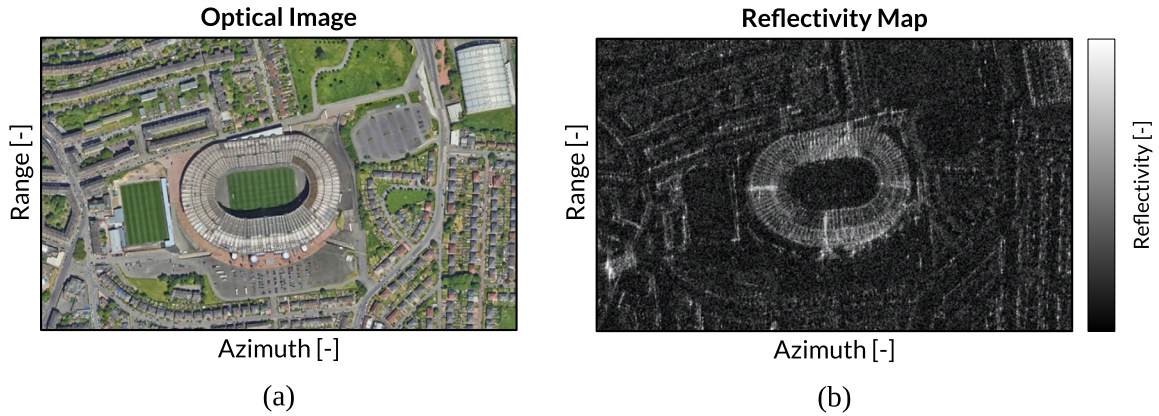 Optical Image
Range [-]
Azimuth [-]
(a)
Reflectivity Map
Range [-]
Azimuth [-]
Reflectivity [-]
(b)